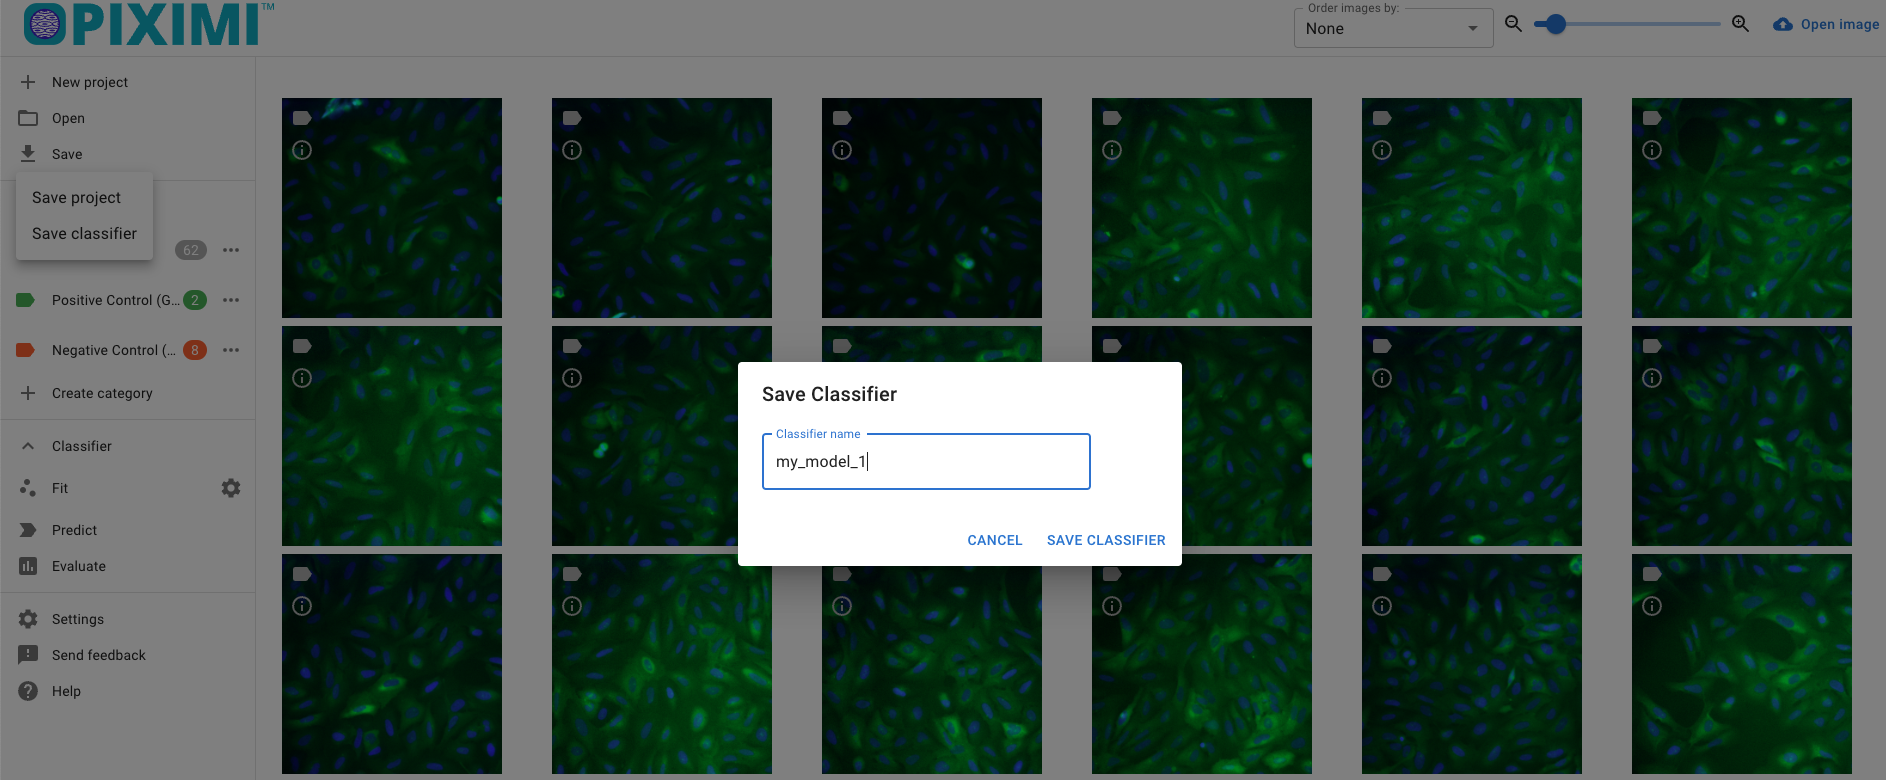 PIXIMI™
Order images by:
None
Open image
New project
Open
Save
Save project
Save classifier
62
Positive Control (G... 2
Negative Control (... 8
Create category
Classifier
Fit
Predict
Evaluate
Settings
Send feedback
Help
Save Classifier
Classifier name
my_model_1
CANCEL SAVE CLASSIFIER